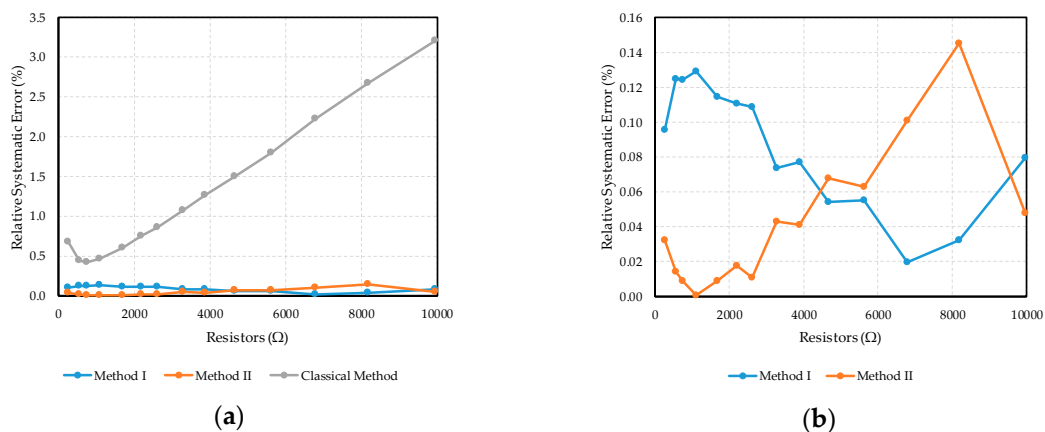 3.5
3.0
2.5
2.0
1.5
1.0
0.5
0.0
Relative Systematic Error (%)
0 2000 4000 6000 8000 10000
Resistors (Ω)
Method I Method II Classical Method
(a)
0.16
0.14
0.12
0.10
0.08
0.06
0.04
0.02
0.00
Relative Systematic Error (%)
0 2000 4000 6000 8000 10000
Resistors (Ω)
Method I Method II
(b)